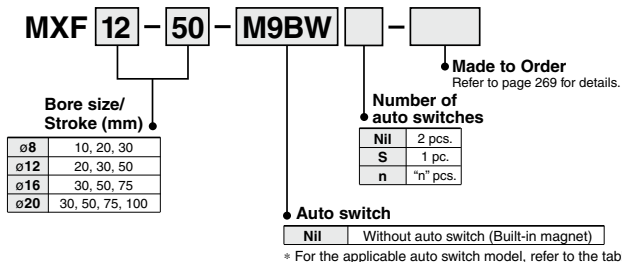 MXF 12 – 50 – M9BW –
Made to Order
Refer to page 269 for details.
Number of
auto switches
Nil 2 pcs.
S 1 pc.
n "n" pcs.
Bore size/
Stroke (mm)
ø8 10, 20, 30
ø12 20, 30, 50
ø16 30, 50, 75
ø20 30, 50, 75, 100
Auto switch
Nil Without auto switch (Built-in magnet)
∗ For the applicable auto switch model, refer to the tab